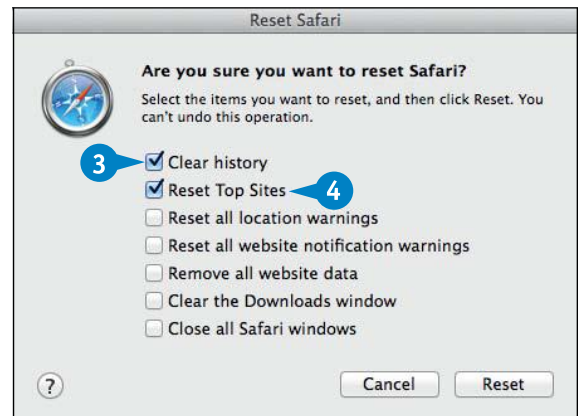 Reset Safari
Are you sure you want to reset Safari?
Select the items you want to reset, and then click Reset. You
can't undo this operation.
3 Clear history
Reset Top Sites 4
Reset all location warnings
Reset all website notification warnings
Remove all website data
Clear the Downloads window
Close all Safari windows
? Cancel Reset